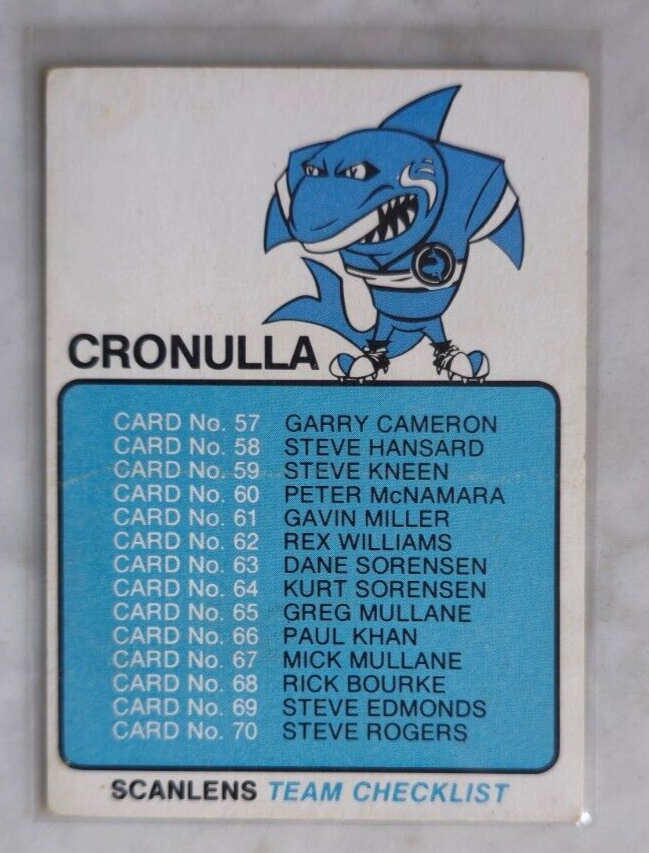 CRONULLA
CARD No. 57 GARRY CAMERON
CARD No. 58 STEVE HANSARD
CARD No. 59 STEVE KNEEN
CARD No. 60 PETER McNAMARA
CARD No. 61 GAVIN MILLER
CARD No. 62 REX WILLIAMS
CARD No. 63 DANE SORENSEN
CARD No. 64 KURT SORENSEN
CARD No. 65 GREG MULLANE
CARD No. 66 PAUL KHAN
CARD No. 67 MICK MULLANE
CARD No. 68 RICK BOURKE
CARD No. 69 STEVE EDMONDS
CARD No. 70 STEVE ROGERS
SCANLENS TEAM CHECKLIST